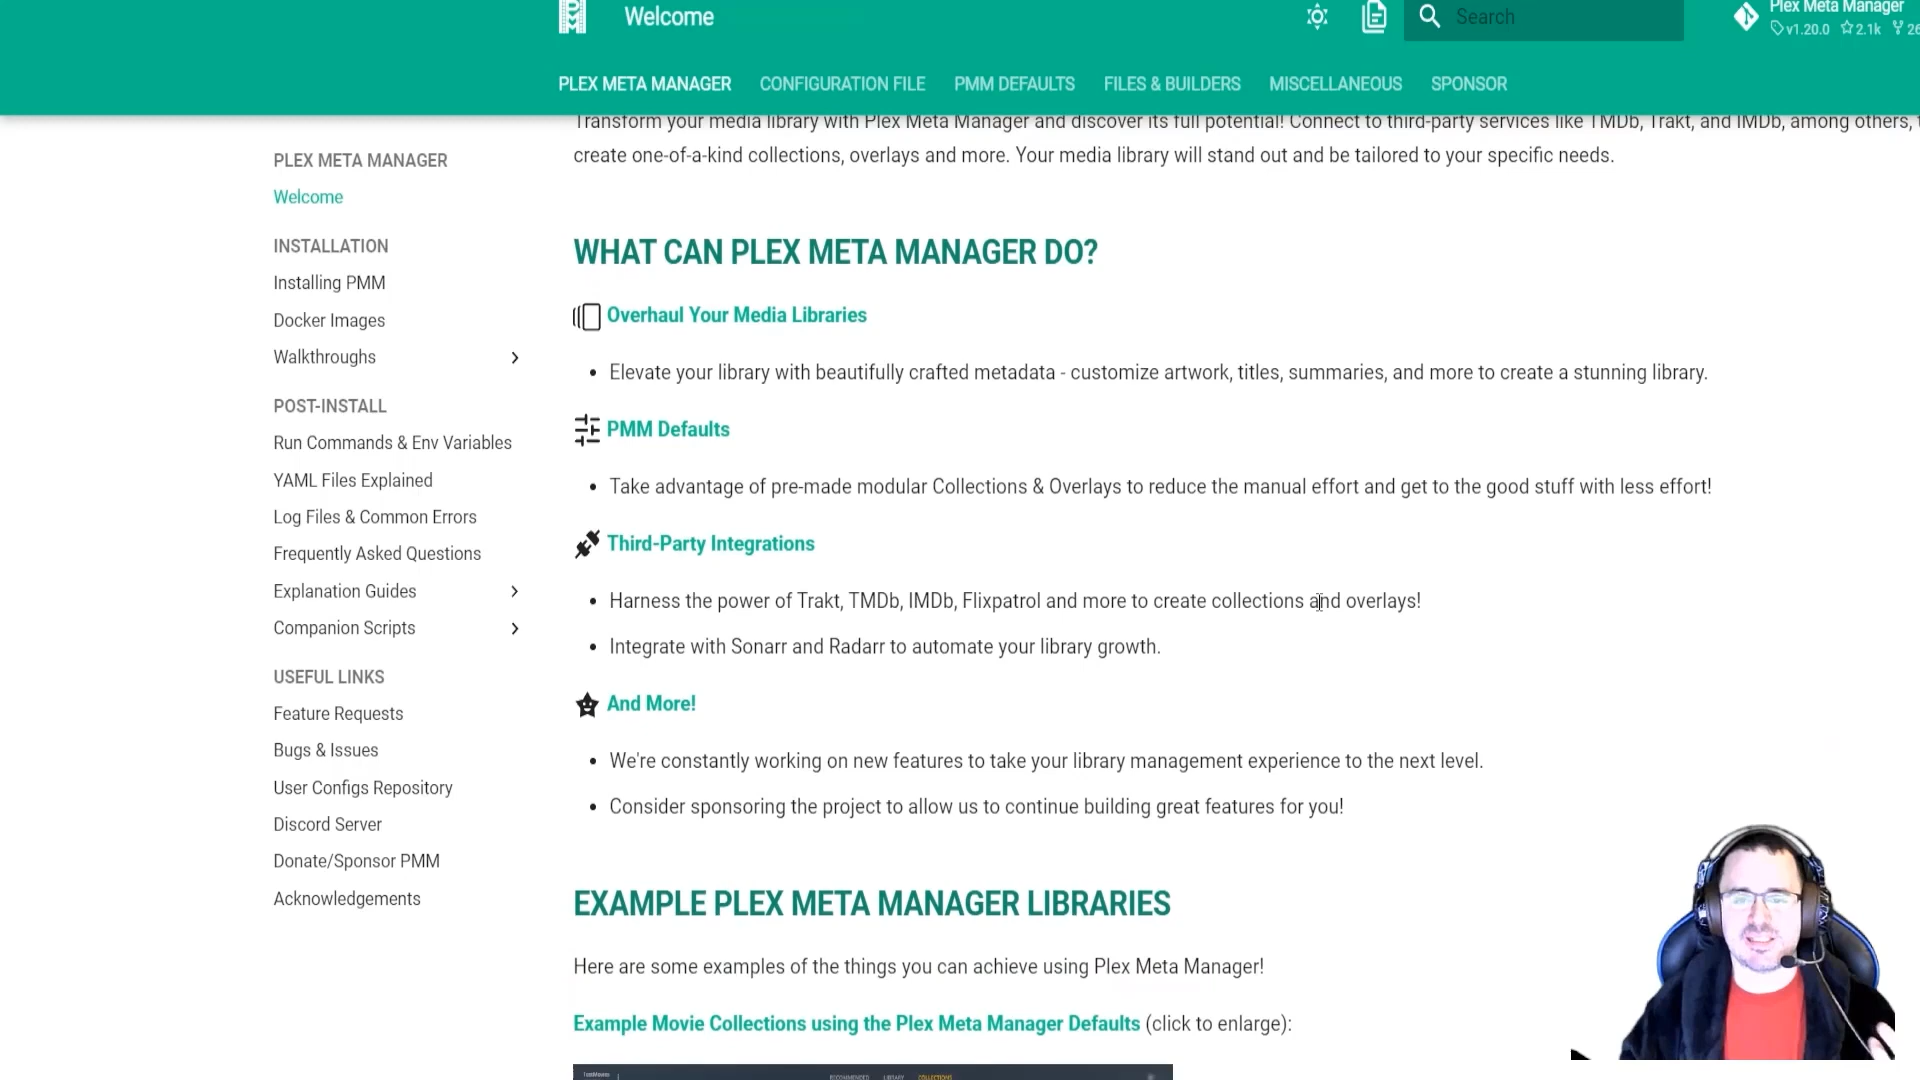 PMM
Welcome
Search
Plex Meta Manager
v1.20.0 2.1k 26
PLEX META MANAGER CONFIGURATION FILE PMM DEFAULTS FILES & BUILDERS MISCELLANEOUS SPONSOR
Transform your media library with Plex Meta Manager and discover its full potential! Connect to third-party services like TMDb, Trakt, and IMDb, among others,
create one-of-a-kind collections, overlays and more. Your media library will stand out and be tailored to your specific needs.
PLEX META MANAGER
Welcome
INSTALLATION
Installing PMM
Docker Images
Walkthroughs
POST-INSTALL
Run Commands & Env Variables
YAML Files Explained
Log Files & Common Errors
Frequently Asked Questions
Explanation Guides
Companion Scripts
USEFUL LINKS
Feature Requests
Bugs & Issues
User Configs Repository
Discord Server
Donate/Sponsor PMM
Acknowledgements
WHAT CAN PLEX META MANAGER DO?
Overhaul Your Media Libraries
• Elevate your library with beautifully crafted metadata - customize artwork, titles, summaries, and more to create a stunning library.
PMM Defaults
• Take advantage of pre-made modular Collections & Overlays to reduce the manual effort and get to the good stuff with less effort!
Third-Party Integrations
• Harness the power of Trakt, TMDb, IMDb, Flixpatrol and more to create collections and overlays!
• Integrate with Sonarr and Radarr to automate your library growth.
And More!
• We're constantly working on new features to take your library management experience to the next level.
• Consider sponsoring the project to allow us to continue building great features for you!
EXAMPLE PLEX META MANAGER LIBRARIES
Here are some examples of the things you can achieve using Plex Meta Manager!
Example Movie Collections using the Plex Meta Manager Defaults (click to enlarge):
RECOMMENDED LIBRARY COLLECTIONS